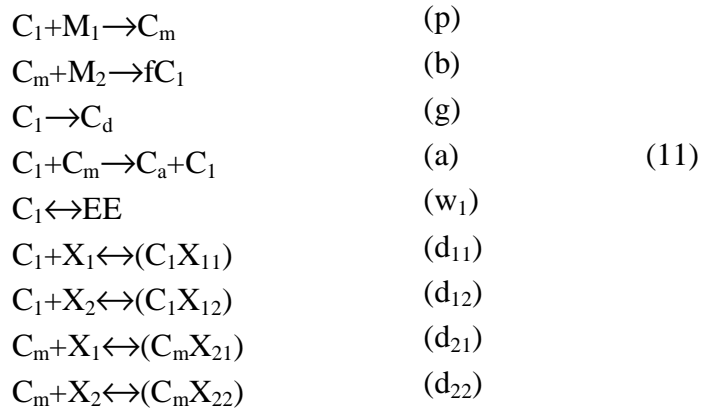 C₁+M₁→Cₘ (p)
Cₘ+M₂→fC₁ (b)
C₁→C_d (g)
C₁+Cₘ→Cₐ+C₁ (a) (11)
C₁↔EE (w₁)
C₁+X₁↔(C₁X₁₁) (d₁₁)
C₁+X₂↔(C₁X₁₂) (d₁₂)
Cₘ+X₁↔(CₘX₂₁) (d₂₁)
Cₘ+X₂↔(CₘX₂₂) (d₂₂)